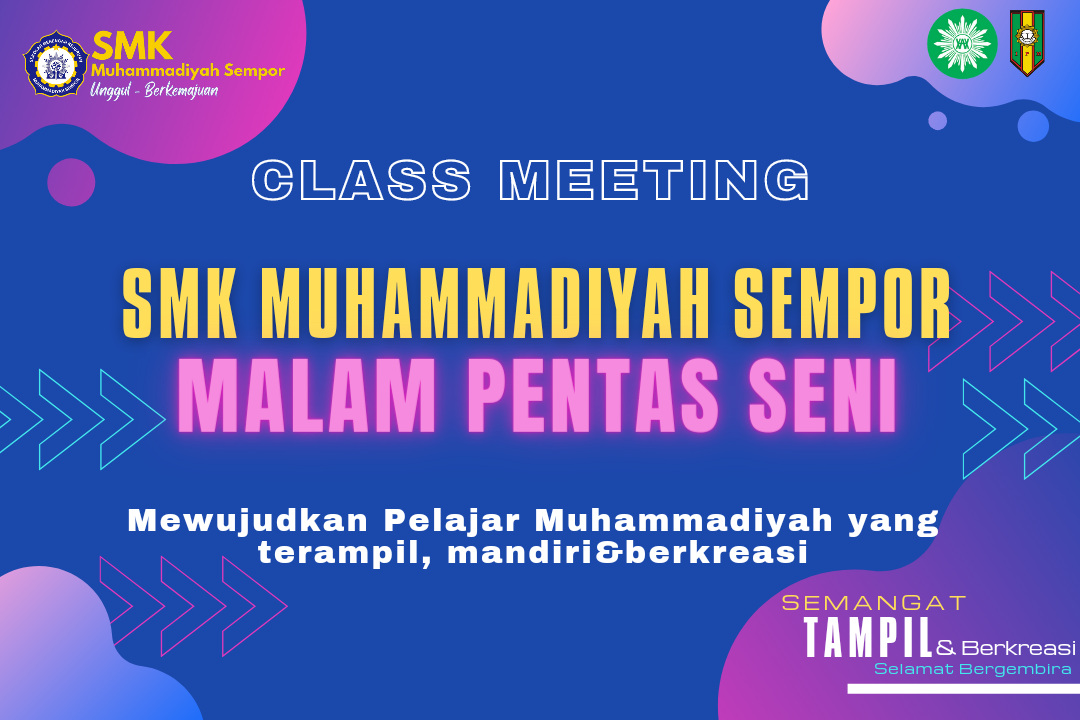 SMK
Muhammadiyah Sempor
Unggul - Berkemajuan
CLASS MEETING
SMK MUHAMMADIYAH SEMPOR
MALAM PENTAS SENI
Mewujudkan Pelajar Muhammadiyah yang
terampil, mandiri&berkreasi
SEMANGAT
TAMPIL & Berkreasi
Selamat Bergembira